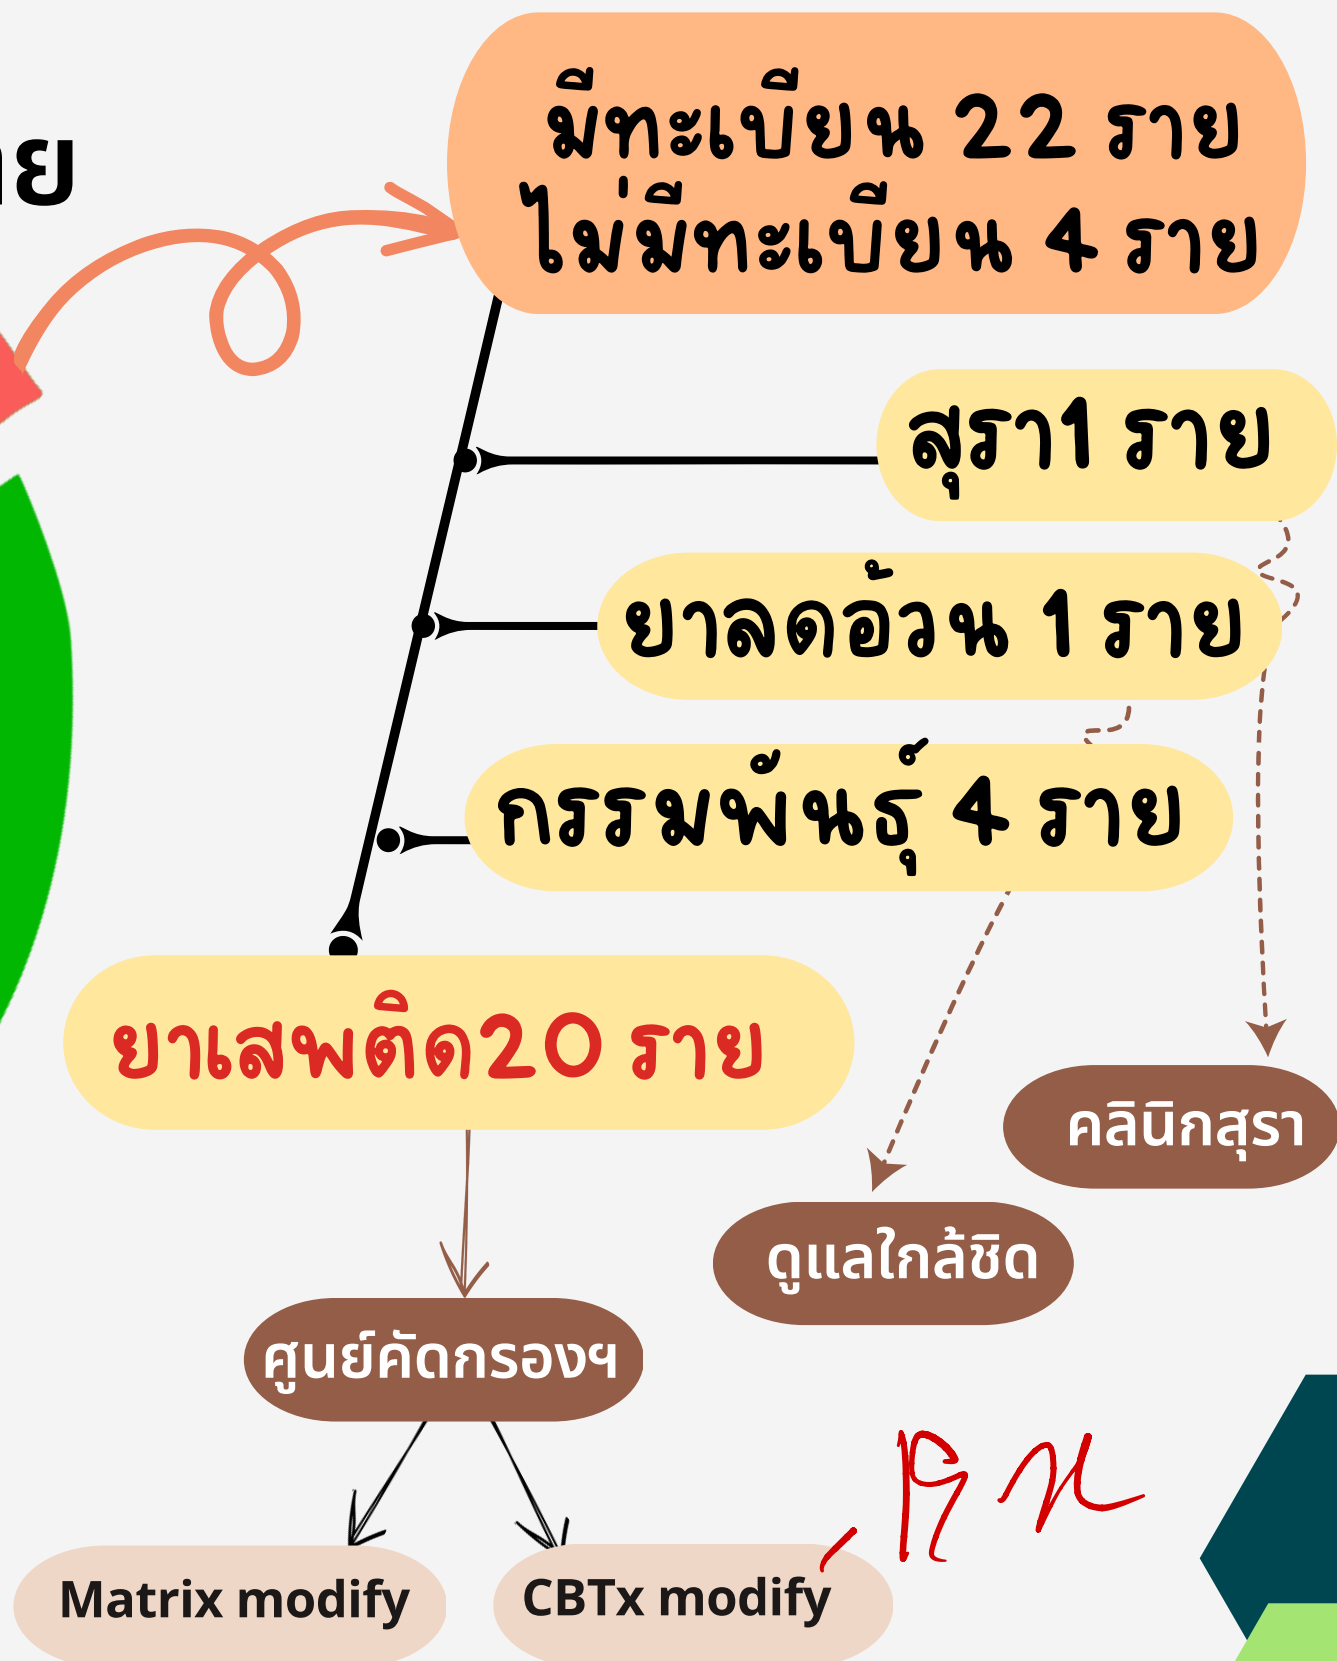 มีทะเบียน 22 ราย
ไม่มีทะเบียน 4 ราย
สุรา1 ราย
ยาลดอ้วน 1 ราย
กรรมพันธุ์ 4 ราย
ยาเสพติด20 ราย
คลินิกสุรา
ดูแลใกล้ชิด
ศูนย์คัดกรองฯ
Matrix modify
CBTx modify